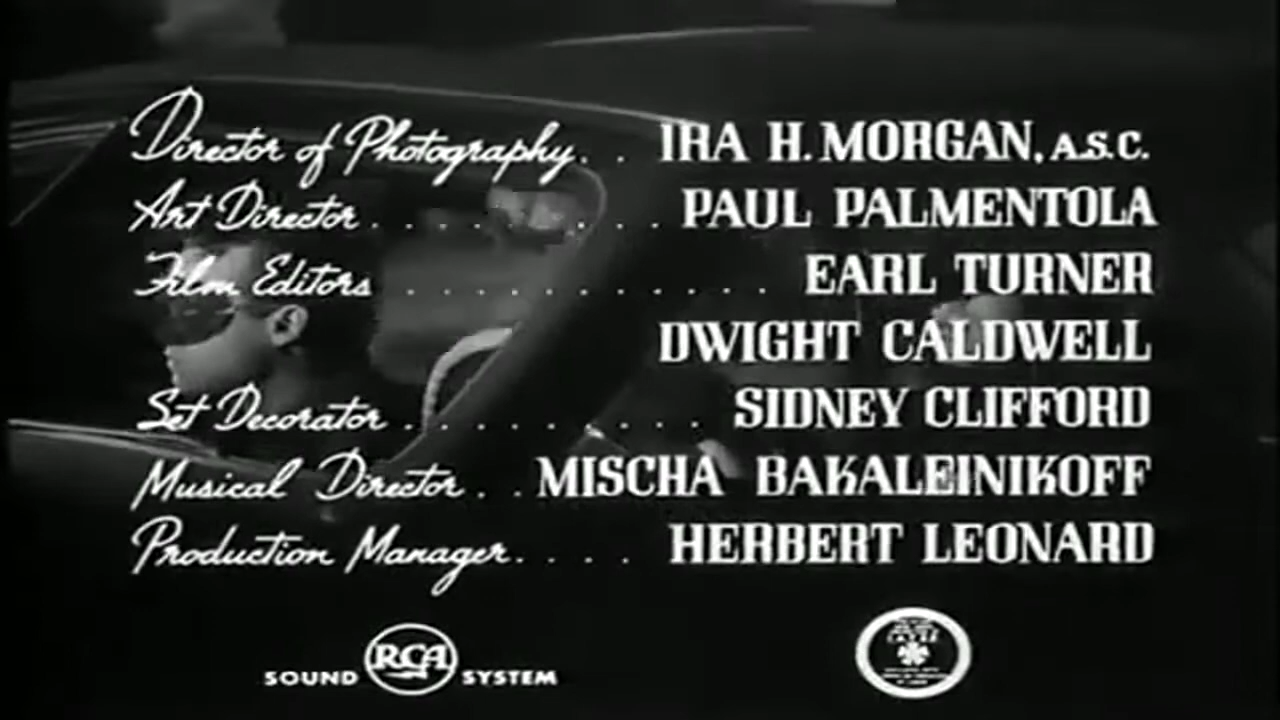 Director of Photography. . IRA H. MORGAN, A.S.C.
Art Director . . . . . . . . . . PAUL PALMENTOLA
Film Editors . . . . . . . . . . . EARL TURNER
DWIGHT CALDWELL
Set Decorator . . . . . . . . . . SIDNEY CLIFFORD
Musical Director . . MISCHA BAKALEINIKOFF
Production Manager. . . . HERBERT LEONARD
SOUND RCA SYSTEM